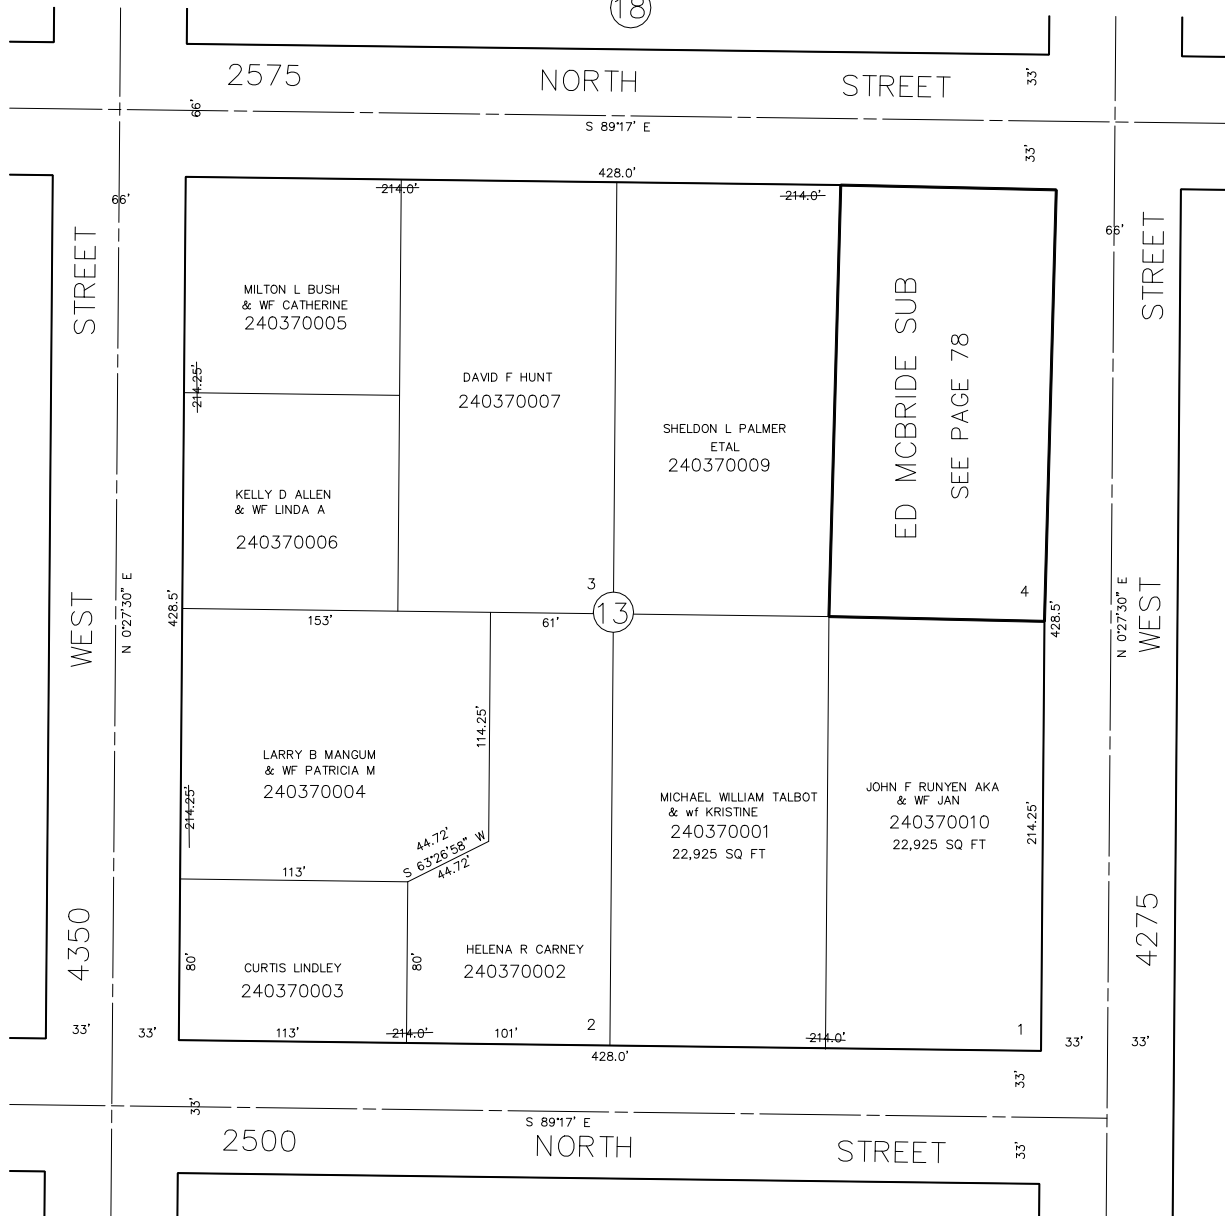 18
2575 NORTH STREET
33'
66'
S 89°17' E
33'
428.0'
66'
214.0'
214.0'
66'
STREET
STREET
MILTON L BUSH
& WF CATHERINE
240370005
214.25'
DAVID F HUNT
240370007
SHELDON L PALMER
ETAL
240370009
ED MCBRIDE SUB
SEE PAGE 78
KELLY D ALLEN
& WF LINDA A
240370006
3
4
13
428.5'
N 0°27'30" E
WEST
153'
61'
428.5'
N 0°27'30" E
WEST
114.25'
LARRY B MANGUM
& WF PATRICIA M
240370004
214.25'
44.72'
S 63°26'58" W
44.72'
MICHAEL WILLIAM TALBOT
& wf KRISTINE
240370001
22,925 SQ FT
JOHN F RUNYEN AKA
& WF JAN
240370010
22,925 SQ FT
214.25'
113'
4350
4275
80'
CURTIS LINDLEY
240370003
80'
HELENA R CARNEY
240370002
33'
33'
113'
214.0'
101'
2
214.0'
1
33'
33'
428.0'
33'
33'
S 89°17' E
2500 NORTH STREET
33'